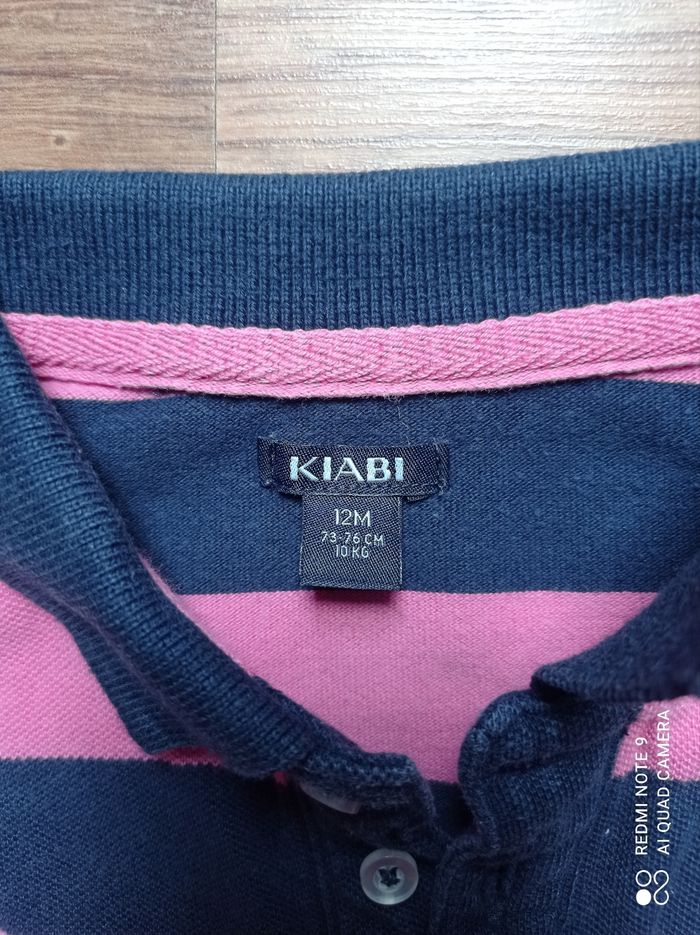 KIABI
12M
73-76 CM
10 KG
REDMI NOTE 9
AI QUAD CAMERA